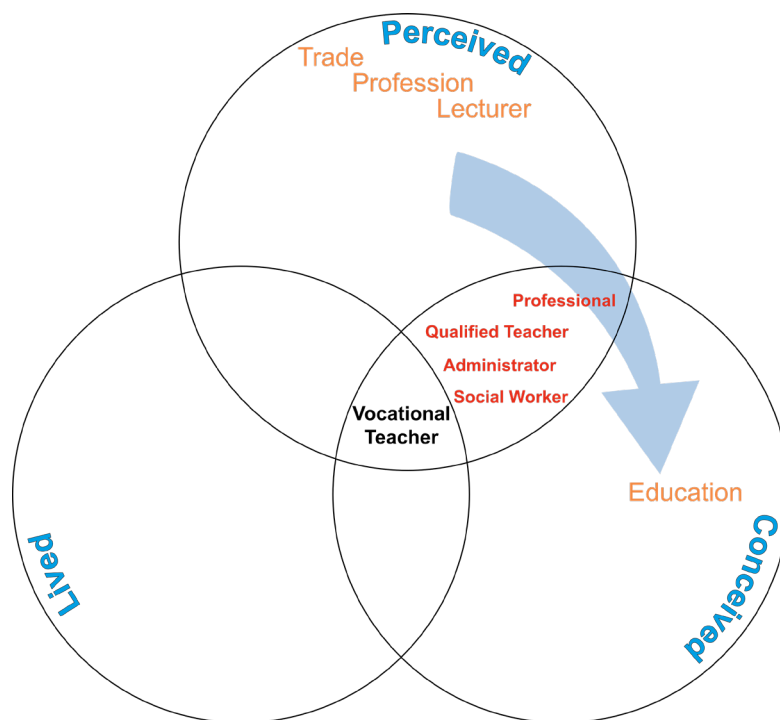 Perceived
Trade
Profession
Lecturer
Professional
Qualified Teacher
Administrator
Social Worker
Vocational
Teacher
Education
Lived
Conceived